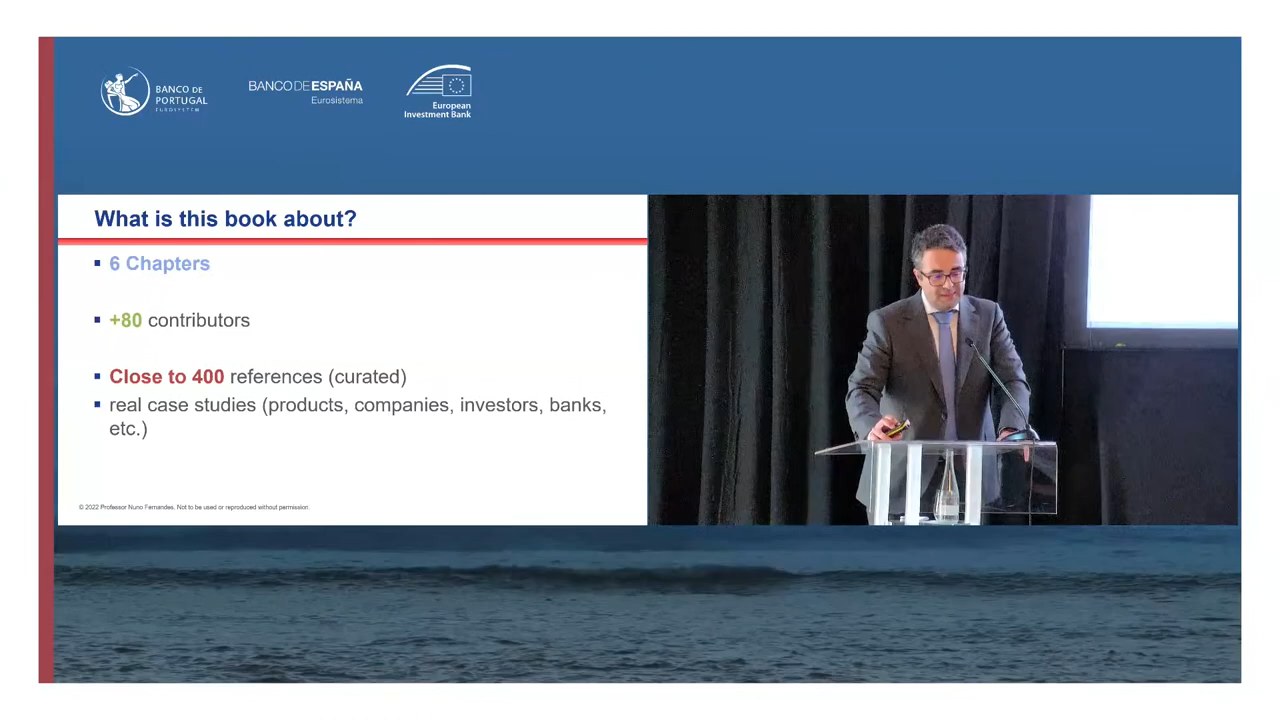 BANCO DE
PORTUGAL
EUROSYSTEM
BANCO DE ESPAÑA
Eurosistema
European
Investment Bank
What is this book about?
▪ 6 Chapters
▪ +80 contributors
▪ Close to 400 references (curated)
▪ real case studies (products, companies, investors, banks,
etc.)
© 2022 Professor Nuno Fernandes. Not to be used or reproduced without permission.